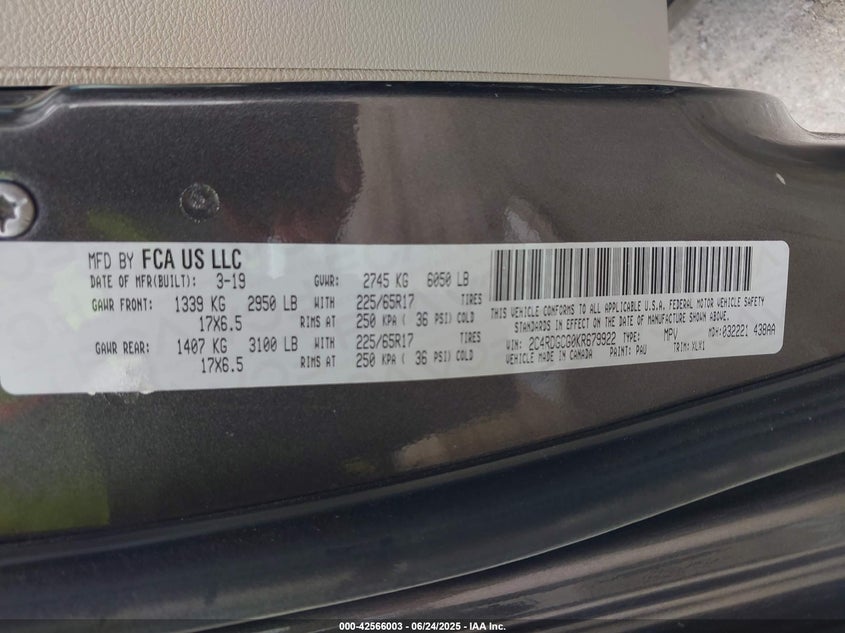 MFD BY FCA US LLC
DATE OF MFR(BUILT): 3-19 GVWR: 2745 KG 6050 LB
GAWR FRONT: 1339 KG 2950 LB WITH 225/65R17 TIRES
17X6.5 RIMS AT 250 KPA ( 36 PSI) COLD
GAWR REAR: 1407 KG 3100 LB WITH 225/65R17 TIRES
17X6.5 RIMS AT 250 KPA ( 36 PSI) COLD
THIS VEHICLE CONFORMS TO ALL APPLICABLE U.S.A. FEDERAL MOTOR VEHICLE SAFETY
STANDARDS IN EFFECT ON THE DATE OF MANUFACTURE SHOWN ABOVE.
VIN: 2C4RDGCG0KR679922 TYPE: MPV MDH: 032221 438AA
VEHICLE MADE IN CANADA PAINT: PAU TRIM: XLV1
000-42566003 — 06/24/2025 — IAA Inc.